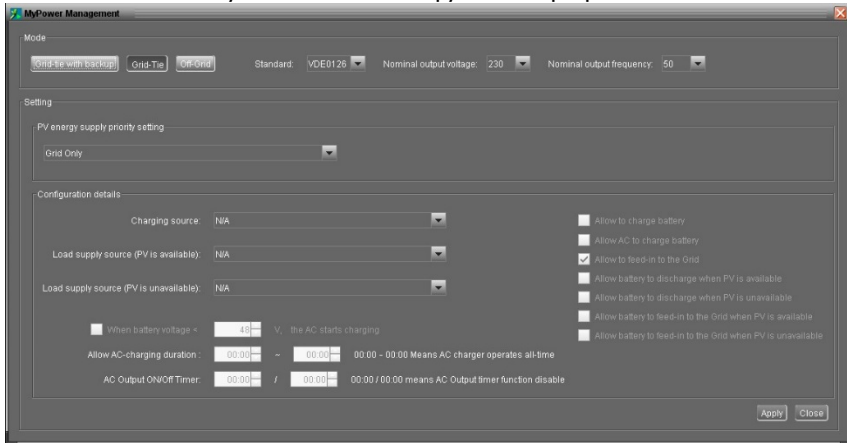 MyPower Management
Mode
Grid-tie with backup Grid-Tie Off-Grid Standard: VDE0126 Nominal output voltage: 230 Nominal output frequency: 50
Setting
PV energy supply priority setting
Grid Only
Configuration details
Charging source: N/A
Load supply source (PV is available): N/A
Load supply source (PV is unavailable): N/A
When battery voltage < 48 V, the AC starts charging
Allow AC-charging duration : 00:00 ~ 00:00 00:00 - 00:00 Means AC charger operates all-time
AC Output ON/Off Timer: 00:00 / 00:00 00:00 / 00:00 means AC Output timer function disable
Allow to charge battery
Allow AC to charge battery
Allow to feed-in to the Grid
Allow battery to discharge when PV is available
Allow battery to discharge when PV is unavailable
Allow battery to feed-in to the Grid when PV is available
Allow battery to feed-in to the Grid when PV is unavailable
Apply Close